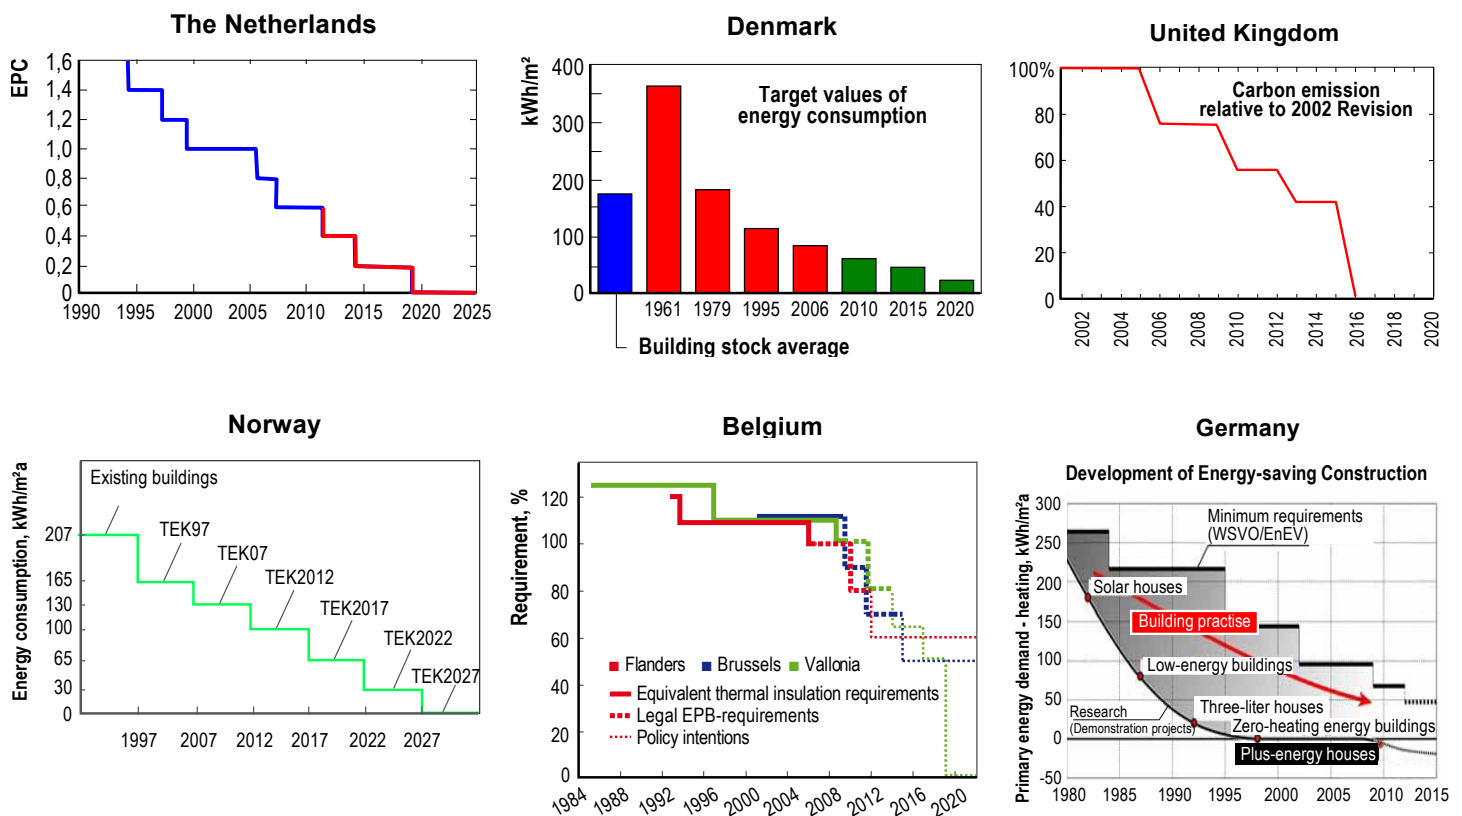 The Netherlands
EPC
1,6
1,4
1,2
1,0
0,8
0,6
0,4
0,2
0
1990
1995
2000
2005
2010
2015
2020
2025
Denmark
kWh/m²
400
300
200
100
0
Target values of
energy consumption
1961
1979
1995
2006
2010
2015
2020
Building stock average
United Kingdom
100%
80
60
40
20
0
Carbon emission
relative to 2002 Revision
2002
2004
2006
2008
2010
2012
2014
2016
2018
2020
Norway
Energy consumption, kWh/m²a
207
165
130
100
65
30
0
Existing buildings
TEK97
TEK07
TEK2012
TEK2017
TEK2022
TEK2027
1997
2007
2012
2017
2022
2027
Belgium
Requirement, %
120
100
80
60
40
20
0
Flanders
Brussels
Vallonia
Equivalent thermal insulation requirements
Legal EPB-requirements
Policy intentions
1984
1988
1992
1996
2000
2004
2008
2012
2016
2020
Germany
Development of Energy-saving Construction
Primary energy demand - heating, kWh/m²a
300
250
200
150
100
50
0
-50
Minimum requirements
(WSVO/EnEV)
Solar houses
Building practise
Low-energy buildings
Three-liter houses
Research
(Demonstration projects)
Zero-heating energy buildings
Plus-energy houses
1980
1985
1990
1995
2000
2005
2010
2015